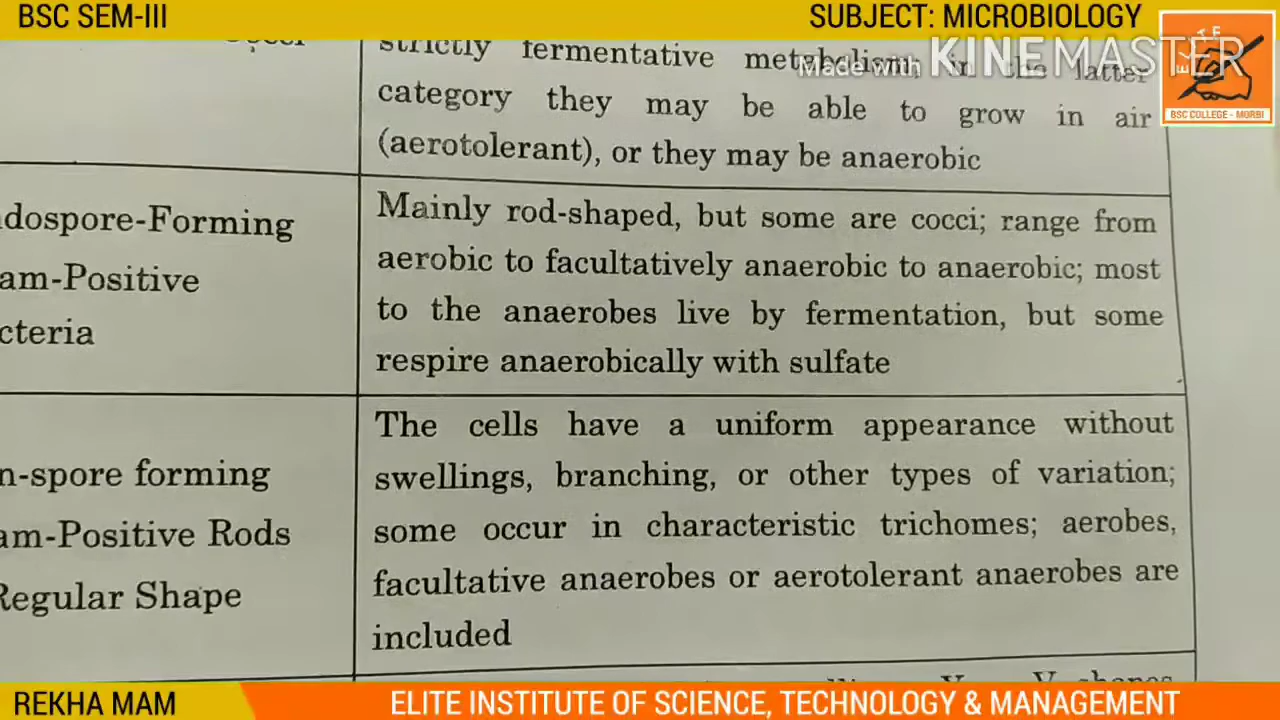 BSC SEM-III
SUBJECT: MICROBIOLOGY
Made with KINEMASTER
ELITE
BSC COLLEGE - MORBI
strictly fermentative metabolism; in the latter
category they may be able to grow in air
(aerotolerant), or they may be anaerobic
dospore-Forming
am-Positive
cteria
Mainly rod-shaped, but some are cocci; range from
aerobic to facultatively anaerobic to anaerobic; most
to the anaerobes live by fermentation, but some
respire anaerobically with sulfate
n-spore forming
am-Positive Rods
Regular Shape
The cells have a uniform appearance without
swellings, branching, or other types of variation;
some occur in characteristic trichomes; aerobes,
facultative anaerobes or aerotolerant anaerobes are
included
REKHA MAM
ELITE INSTITUTE OF SCIENCE, TECHNOLOGY & MANAGEMENT